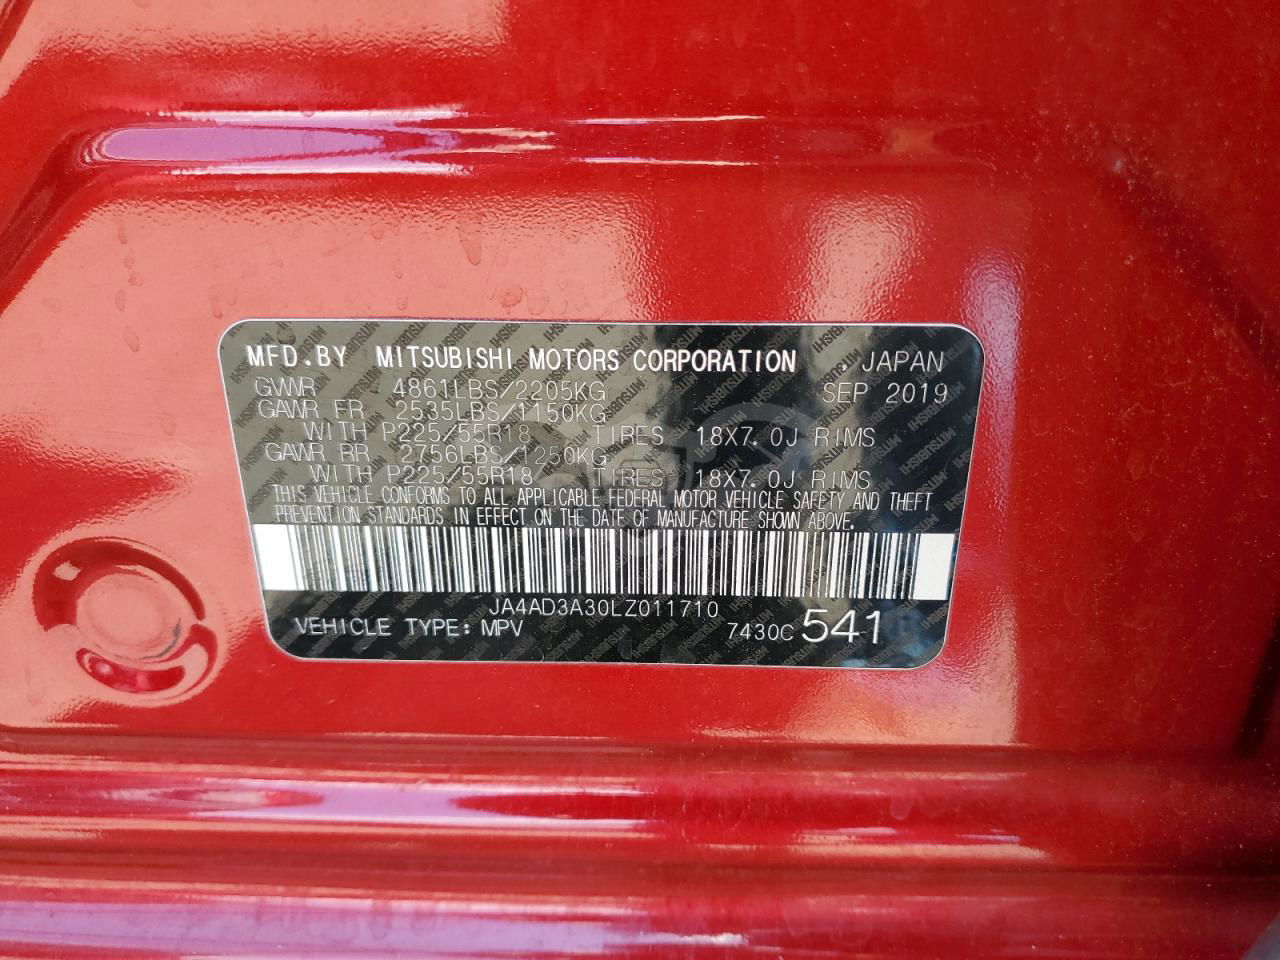 MFD.BY MITSUBISHI MOTORS CORPORATION JAPAN
GVWR 4861LBS/2205KG SEP 2019
GAWR FR 2535LBS/1150KG
WITH P225/55R18 TIRES 18X7.0J RIMS
GAWR RR 2756LBS/1250KG
WITH P225/55R18 TIRES 18X7.0J RIMS
THIS VEHICLE CONFORMS TO ALL APPLICABLE FEDERAL MOTOR VEHICLE SAFETY AND THEFT
PREVENTION STANDARDS IN EFFECT ON THE DATE OF MANUFACTURE SHOWN ABOVE.
JA4AD3A30LZ011710
VEHICLE TYPE: MPV 7430C 541